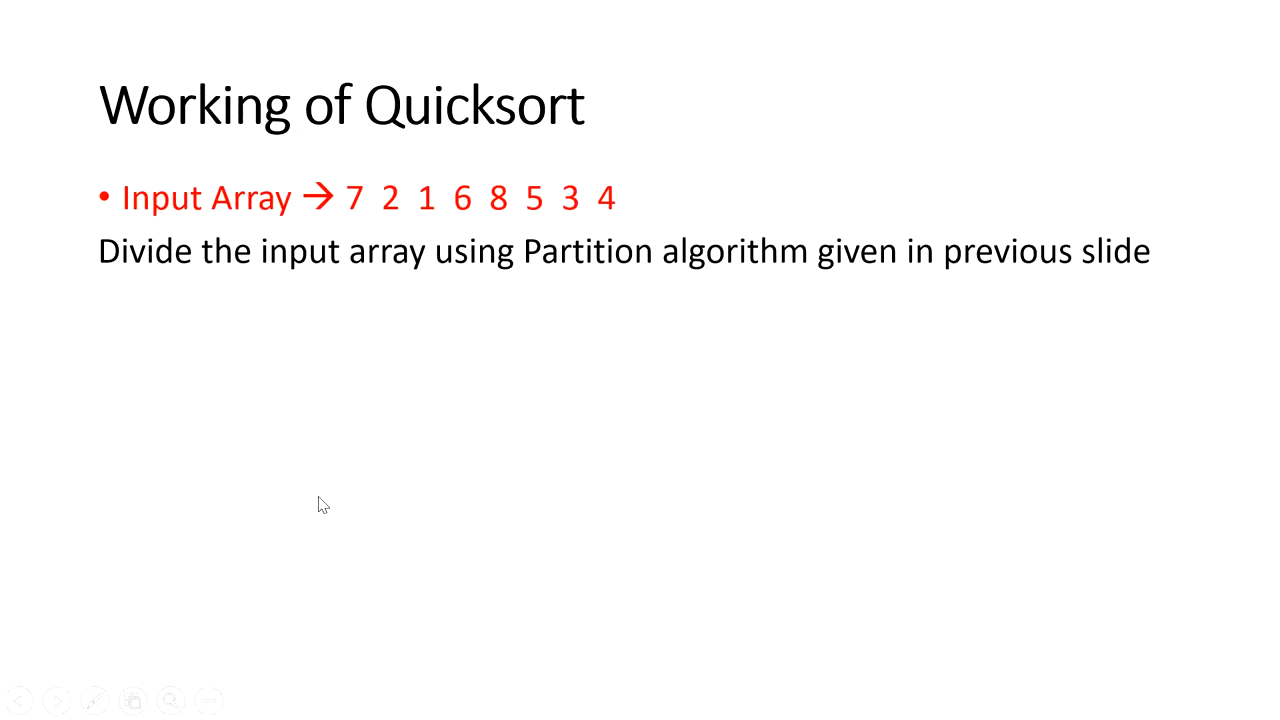 Working of Quicksort
• Input Array → 7 2 1 6 8 5 3 4
Divide the input array using Partition algorithm given in previous slide